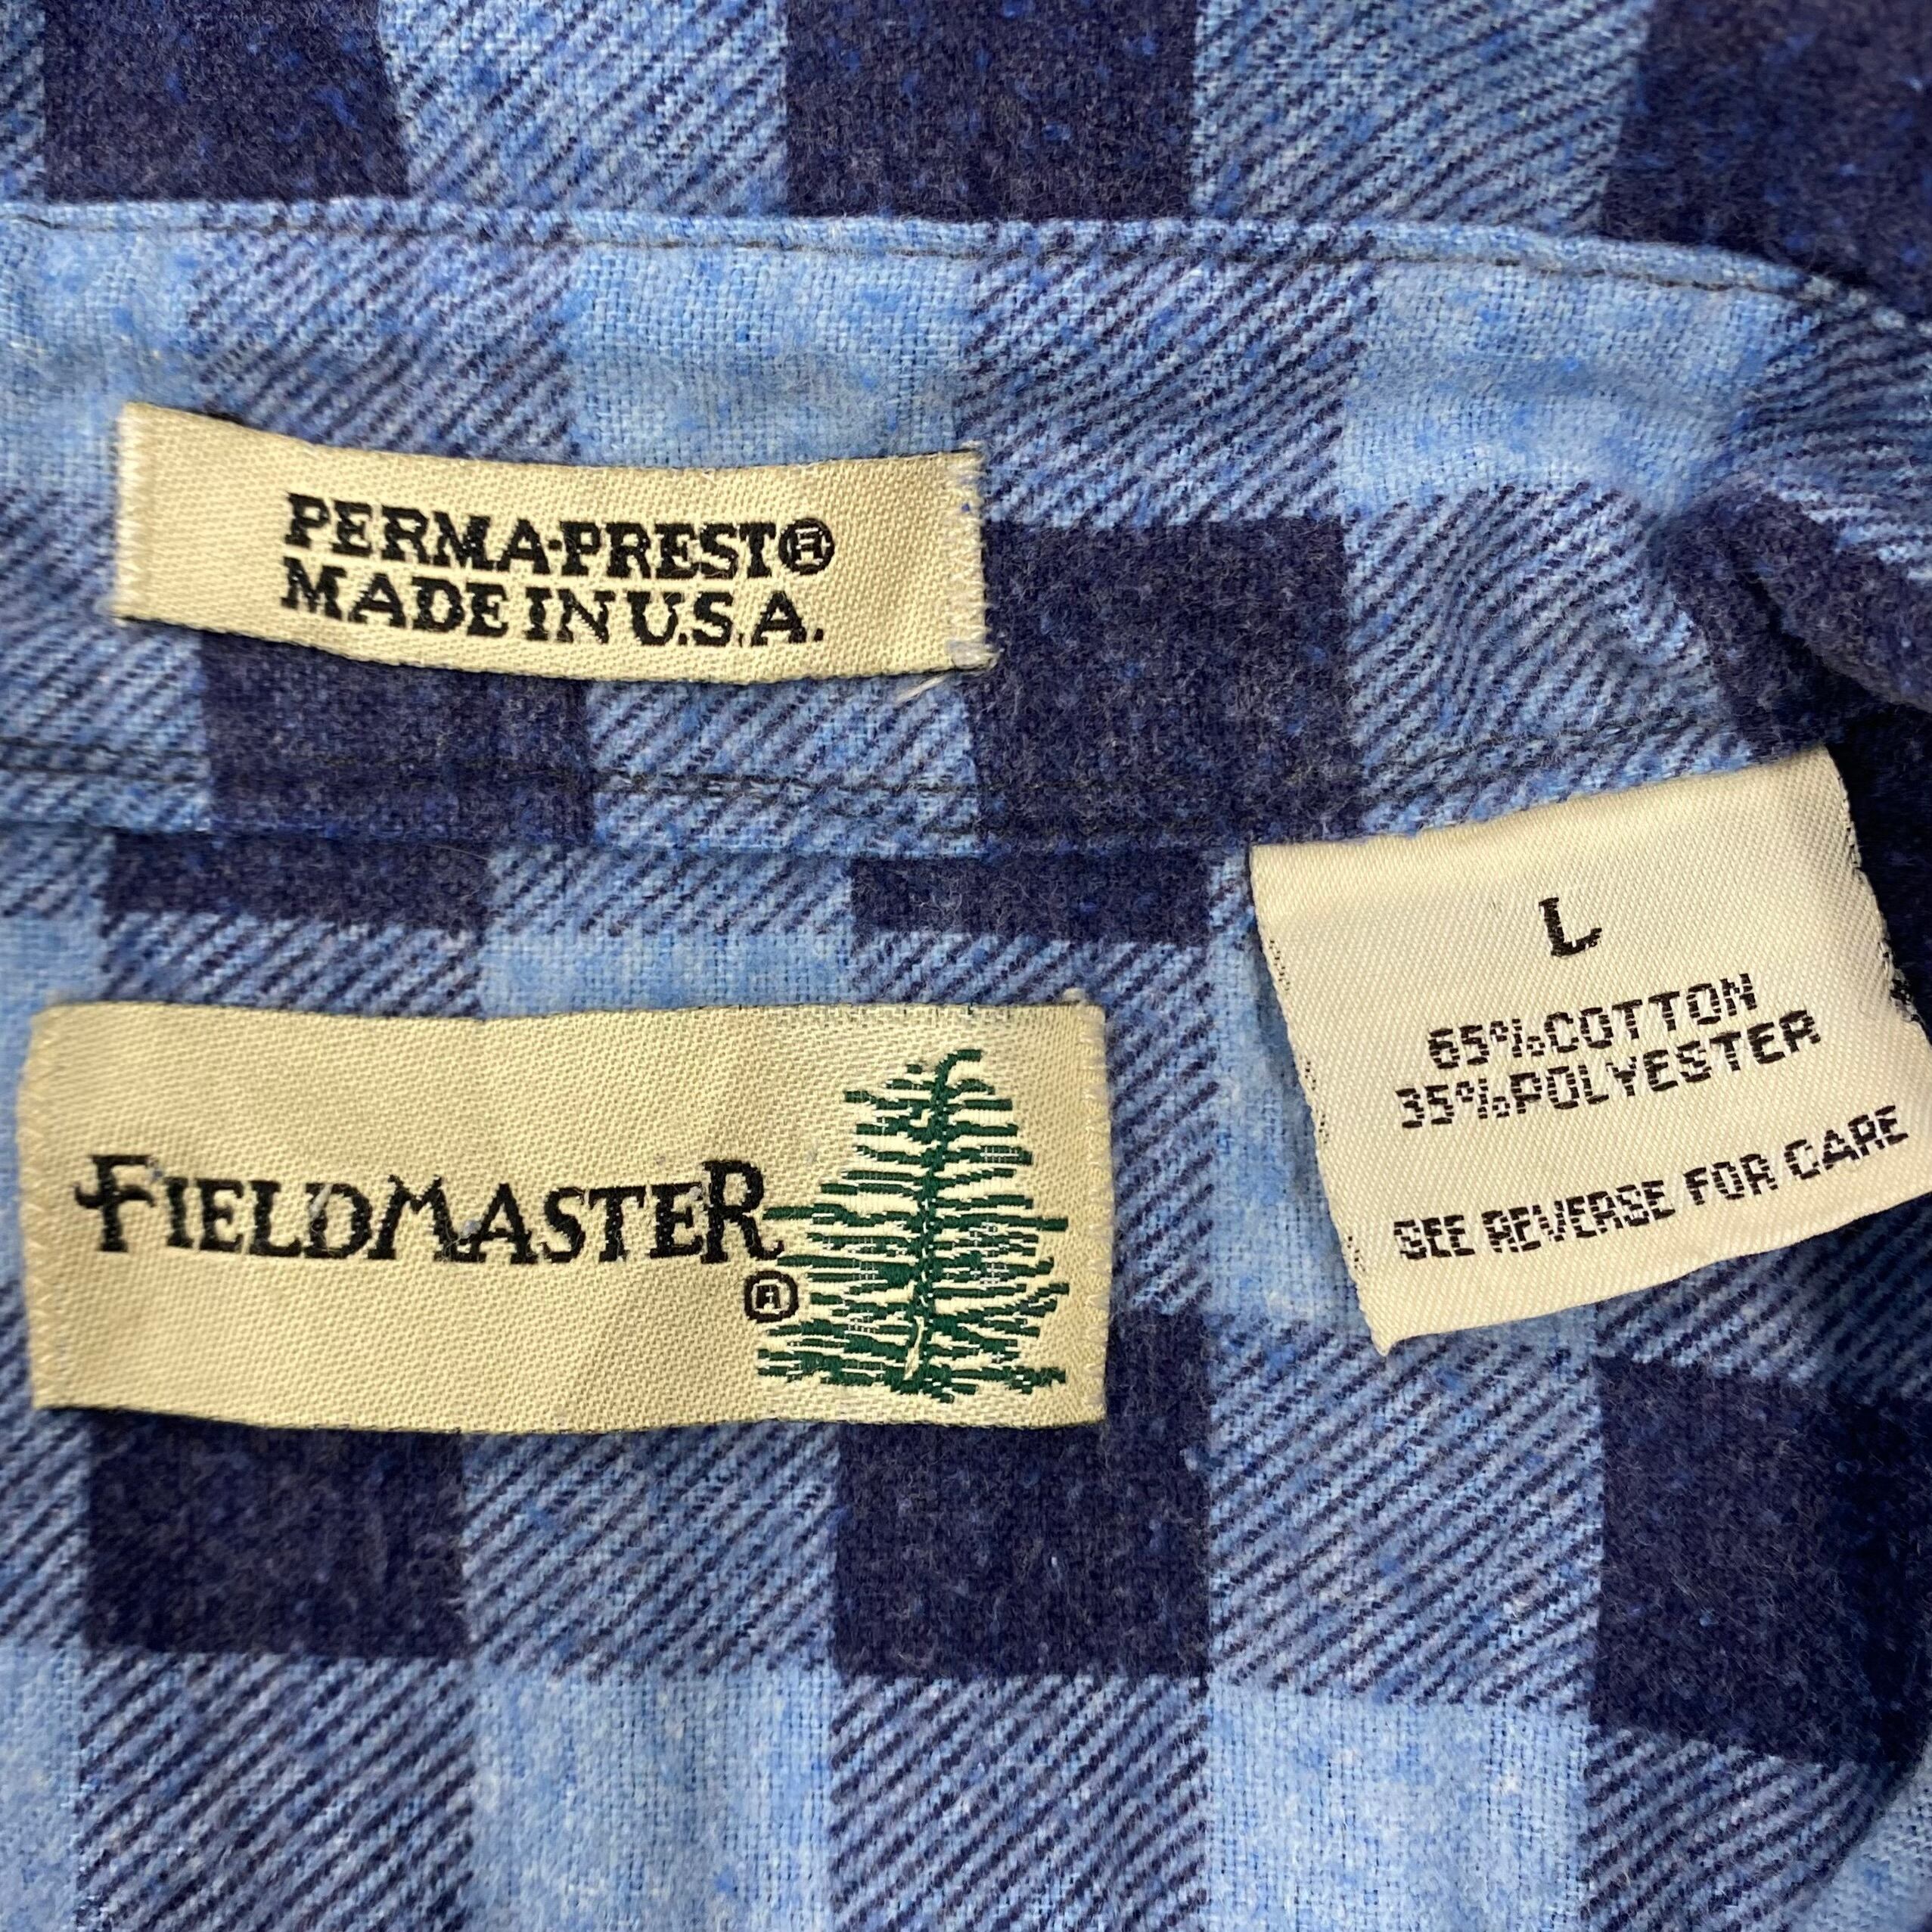 PERMA-PREST®
MADE IN U.S.A.
FIELDMASTER
®
L
65%COTTON
35%POLYESTER
SEE REVERSE FOR CARE